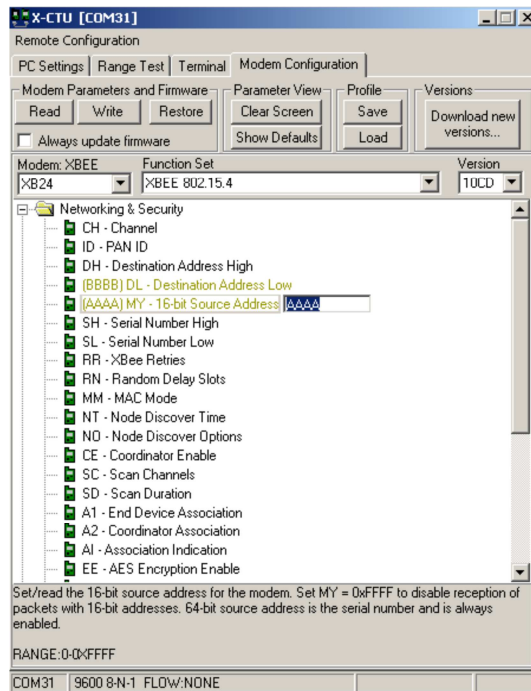 X-CTU [COM31]
Remote Configuration
PC Settings Range Test Terminal Modem Configuration
Modem Parameters and Firmware Parameter View Profile Versions
Read Write Restore Clear Screen Save Download new versions...
Always update firmware Show Defaults Load
Modem: XBEE Function Set Version
XB24 XBEE 802.15.4 10CD
Networking & Security
CH - Channel
ID - PAN ID
DH - Destination Address High
(BBBB) DL - Destination Address Low
(AAAA) MY - 16-bit Source Address AAAA
SH - Serial Number High
SL - Serial Number Low
RR - XBee Retries
RN - Random Delay Slots
MM - MAC Mode
NT - Node Discover Time
NO - Node Discover Options
CE - Coordinator Enable
SC - Scan Channels
SD - Scan Duration
A1 - End Device Association
A2 - Coordinator Association
AI - Association Indication
EE - AES Encryption Enable
Set/read the 16-bit source address for the modem. Set MY = 0xFFFF to disable reception of
packets with 16-bit addresses. 64-bit source address is the serial number and is always
enabled.
RANGE:0-0XFFFF
COM31 9600 8-N-1 FLOW:NONE